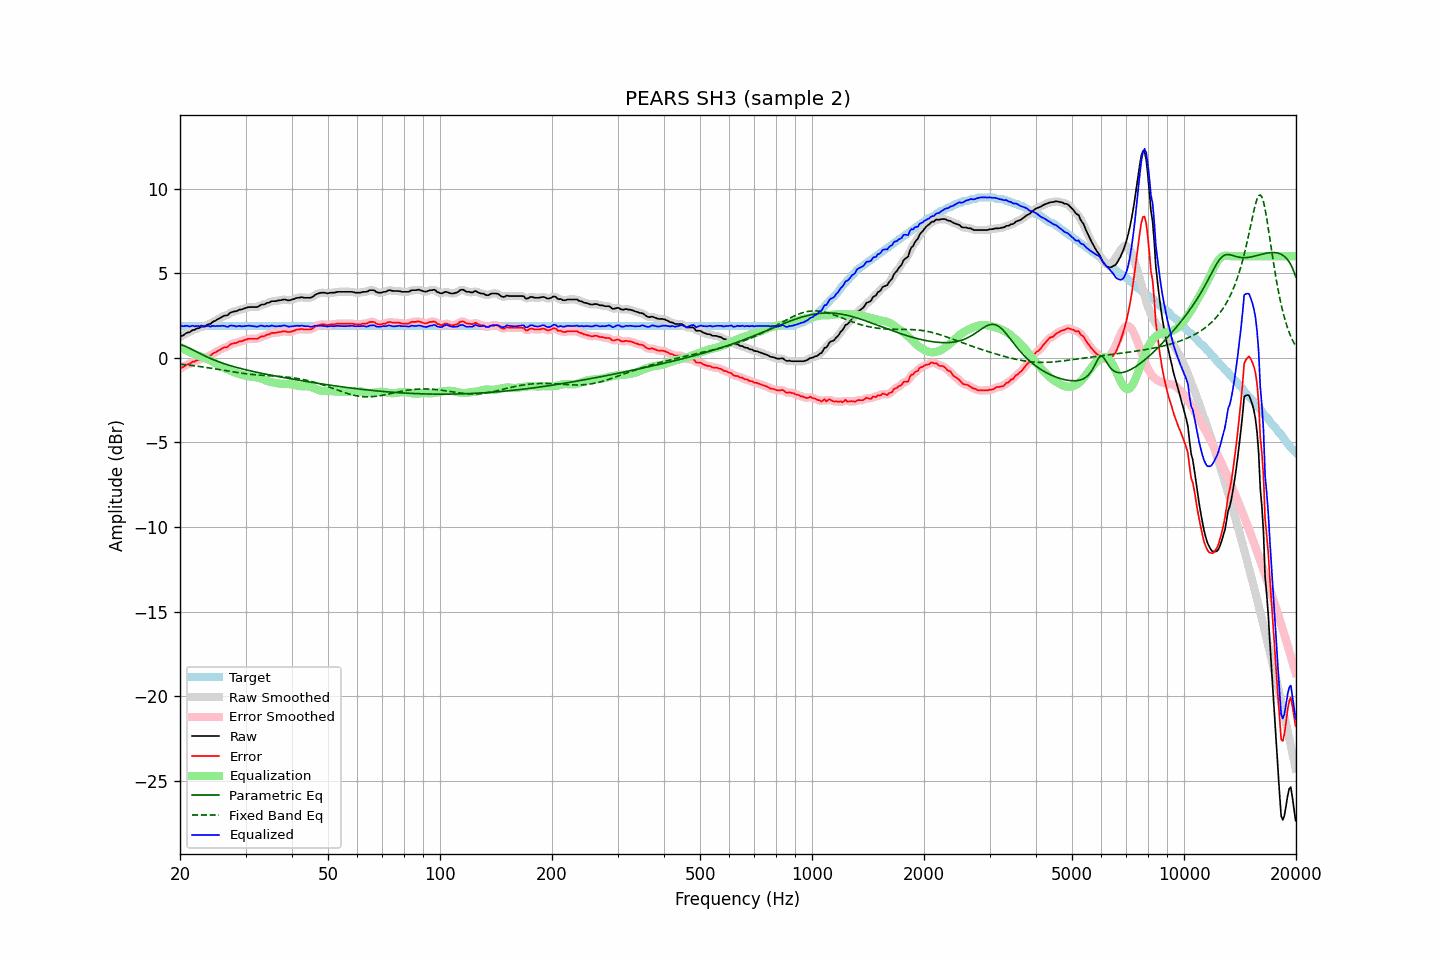 PEARS SH3 (sample 2)
Amplitude (dBr)
10
5
0
−5
−10
−15
−20
−25
Target
Raw Smoothed
Error Smoothed
Raw
Error
Equalization
Parametric Eq
Fixed Band Eq
Equalized
20 50 100 200 500 1000 2000 5000 10000 20000
Frequency (Hz)